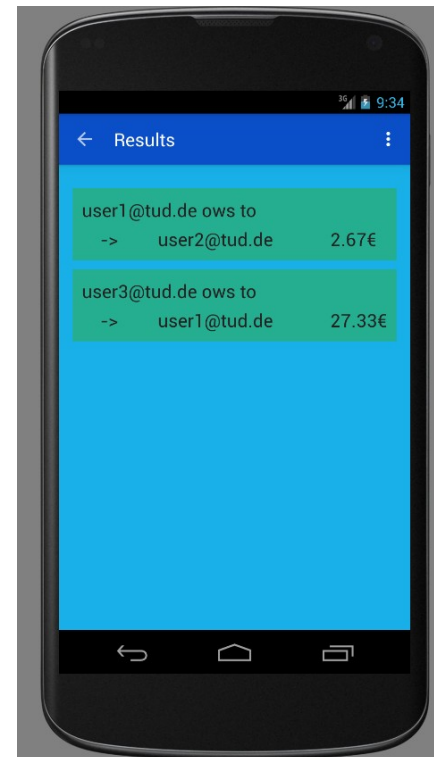 3G 9:34
Results
user1@tud.de ows to
-> user2@tud.de 2.67€
user3@tud.de ows to
-> user1@tud.de 27.33€